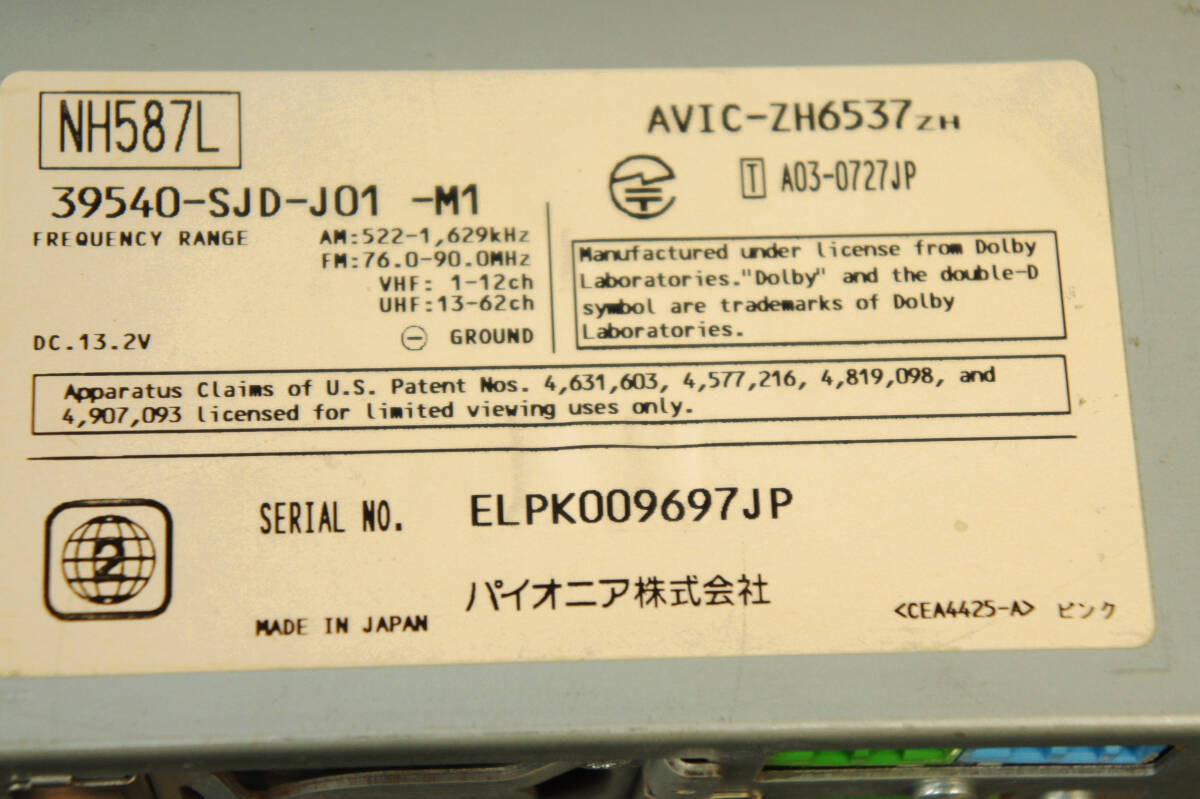 NH587L
39540-SJD-J01 -M1
FREQUENCY RANGE AM:522-1,629kHz
FM:76.0-90.0MHz
VHF: 1-12ch
UHF:13-62ch
DC.13.2V ⊖ GROUND
AVIC-ZH6537ZH
T A03-0727JP
Manufactured under license from Dolby
Laboratories."Dolby" and the double-D
symbol are trademarks of Dolby
Laboratories.
Apparatus Claims of U.S. Patent Nos. 4,631,603, 4,577,216, 4,819,098, and
4,907,093 licensed for limited viewing uses only.
2
SERIAL NO. ELPK009697JP
パイオニア株式会社
MADE IN JAPAN
<CEA4425-A> ピンク